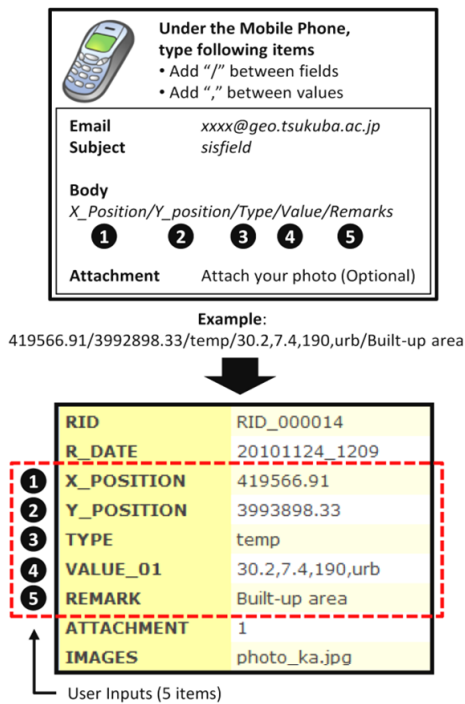 Under the Mobile Phone,
type following items
• Add “/” between fields
• Add “,” between values
Email xxxx@geo.tsukuba.ac.jp
Subject sisfield
Body
X_Position/Y_position/Type/Value/Remarks
1 2 3 4 5
Attachment Attach your photo (Optional)
Example:
419566.91/3992898.33/temp/30.2,7.4,190,urb/Built-up area
RID RID_000014
R_DATE 20101124_1209
1 X_POSITION 419566.91
2 Y_POSITION 3993898.33
3 TYPE temp
4 VALUE_01 30.2,7.4,190,urb
5 REMARK Built-up area
ATTACHMENT 1
IMAGES photo_ka.jpg
User Inputs (5 items)